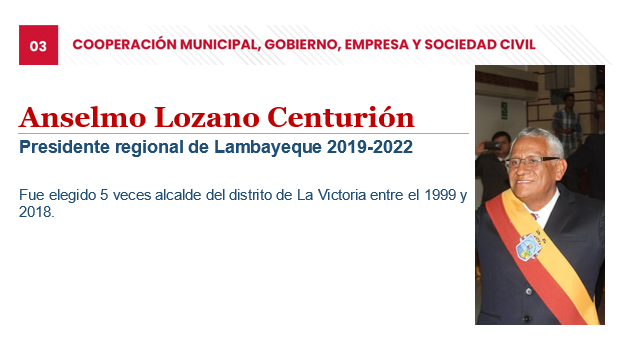 03
COOPERACIÓN MUNICIPAL, GOBIERNO, EMPRESA Y SOCIEDAD CIVIL
Anselmo Lozano Centurión
Presidente regional de Lambayeque 2019-2022
Fue elegido 5 veces alcalde del distrito de La Victoria entre el 1999 y
2018.